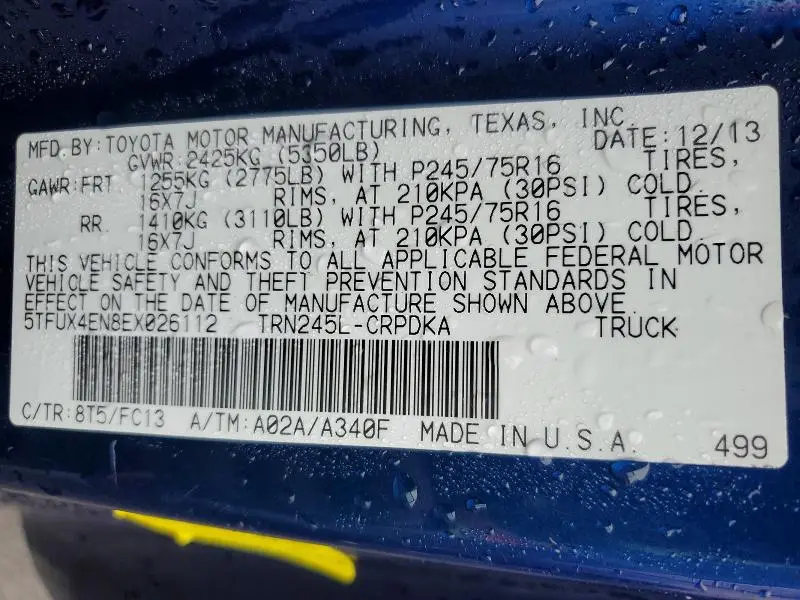 MFD.BY:TOYOTA MOTOR MANUFACTURING, TEXAS, INC.
GVWR:2425KG (5350LB) DATE:12/13
GAWR:FRT 1255KG (2775LB) WITH P245/75R16 TIRES,
16X7J RIMS, AT 210KPA (30PSI) COLD.
RR 1410KG (3110LB) WITH P245/75R16 TIRES,
16X7J RIMS, AT 210KPA (30PSI) COLD.
THIS VEHICLE CONFORMS TO ALL APPLICABLE FEDERAL MOTOR
VEHICLE SAFETY AND THEFT PREVENTION STANDARDS IN
EFFECT ON THE DATE OF MANUFACTURE SHOWN ABOVE.
5TFUX4EN8EX026112 TRN245L-CRPDKA TRUCK
C/TR:8T5/FC13 A/TM:A02A/A340F MADE IN U.S.A. 499